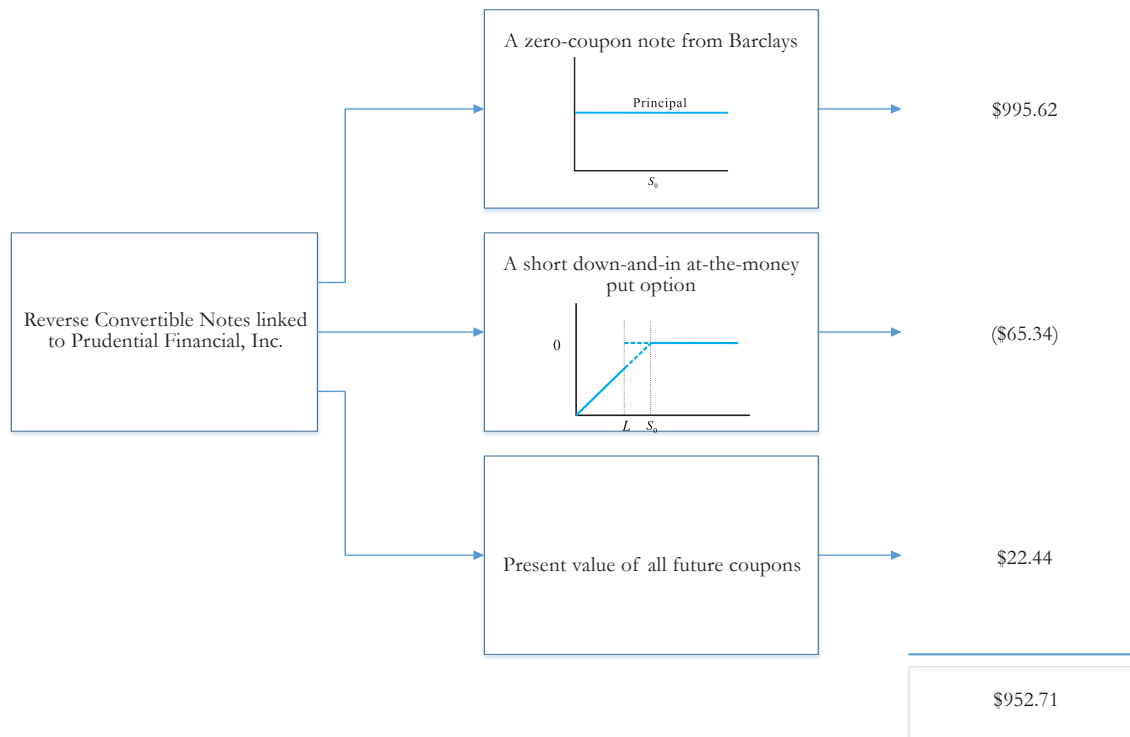 A zero-coupon note from Barclays
Principal
S₀
$995.62
Reverse Convertible Notes linked
to Prudential Financial, Inc.
A short down-and-in at-the-money
put option
0
L S₀
($65.34)
Present value of all future coupons
$22.44
$952.71